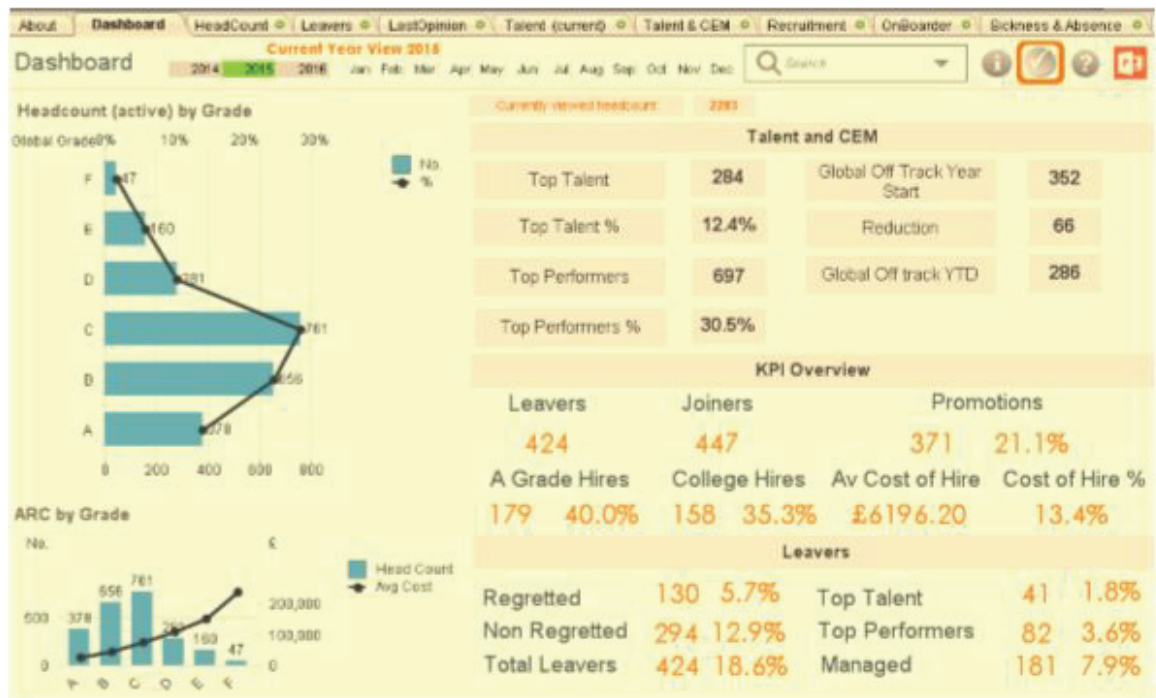 About Dashboard HeadCount Leavers LastOpinion Talent (current) Talent & CEM Recruitment OnBoarder Sickness & Absence
Dashboard
Current Year View 2015
2014 2015 2016 Jan Feb Mar Apr May Jun Jul Aug Sep Oct Nov Dec
Search
Headcount (active) by Grade
Global Grade 0% 10% 20% 30%
No.
%
F 47
E 160
D 281
C 761
B 656
A 378
0 200 400 600 800
ARC by Grade
No. £
Head Count
Avg Cost
500 0
378 656 761 160 47
200,000
100,000
0
A B C D E F
Currently viewed headcount 2283
Talent and CEM
Top Talent 284 Global Off Track Year Start 352
Top Talent % 12.4% Reduction 66
Top Performers 697 Global Off track YTD 286
Top Performers % 30.5%
KPI Overview
Leavers Joiners Promotions
424 447 371 21.1%
A Grade Hires College Hires Av Cost of Hire Cost of Hire %
179 40.0% 158 35.3% £6196.20 13.4%
Leavers
Regretted 130 5.7% Top Talent 41 1.8%
Non Regretted 294 12.9% Top Performers 82 3.6%
Total Leavers 424 18.6% Managed 181 7.9%